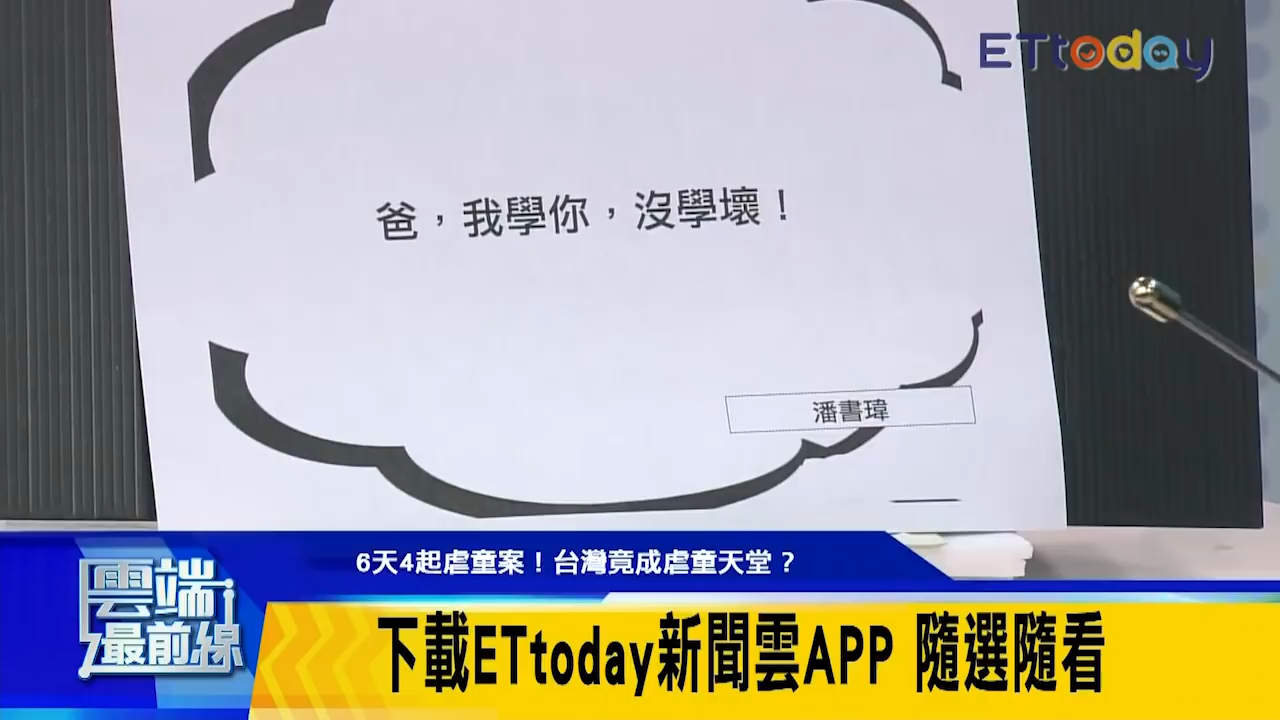 ETtoday
爸，我學你，沒學壞！
潘書瑋
6天4起虐童案！台灣竟成虐童天堂？
雲端
最前線
下載ETtoday新聞雲APP 隨選隨看